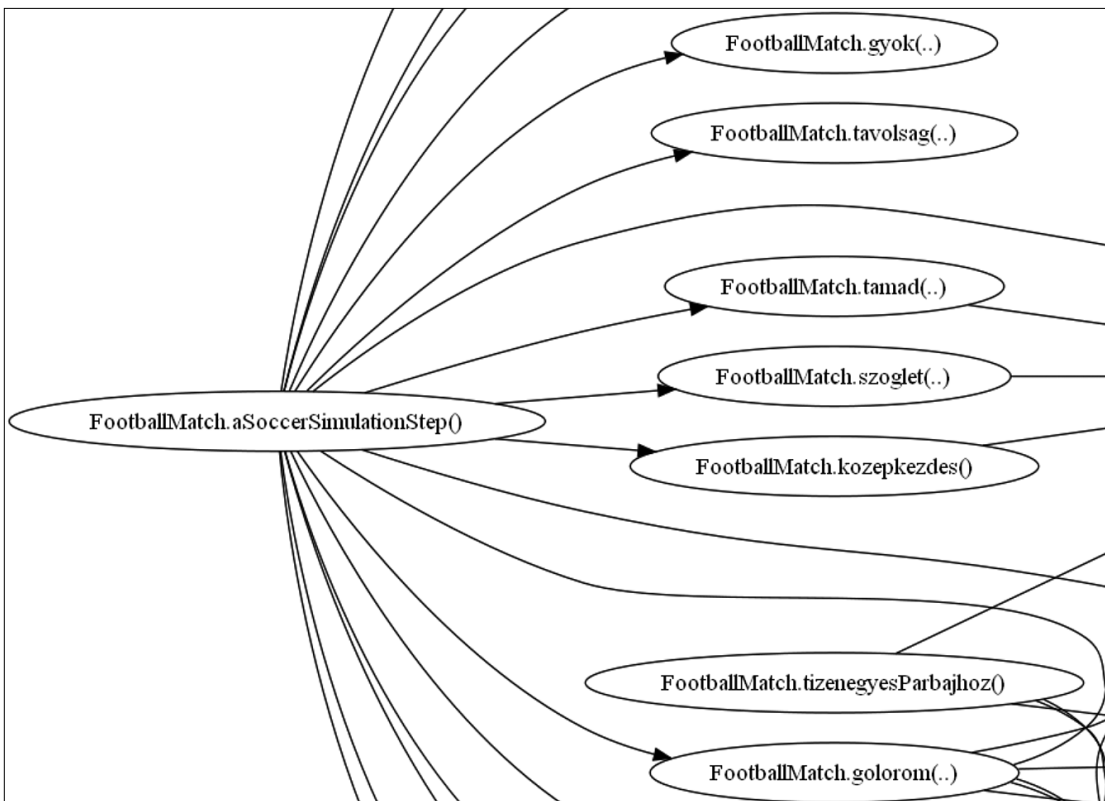 FootballMatch.gyok(..)
FootballMatch.tavolsag(..)
FootballMatch.tamad(..)
FootballMatch.szoglet(..)
FootballMatch.aSoccerSimulationStep()
FootballMatch.kozepkezdes()
FootballMatch.tizenegyesParbajhoz()
FootballMatch.golorom(..)